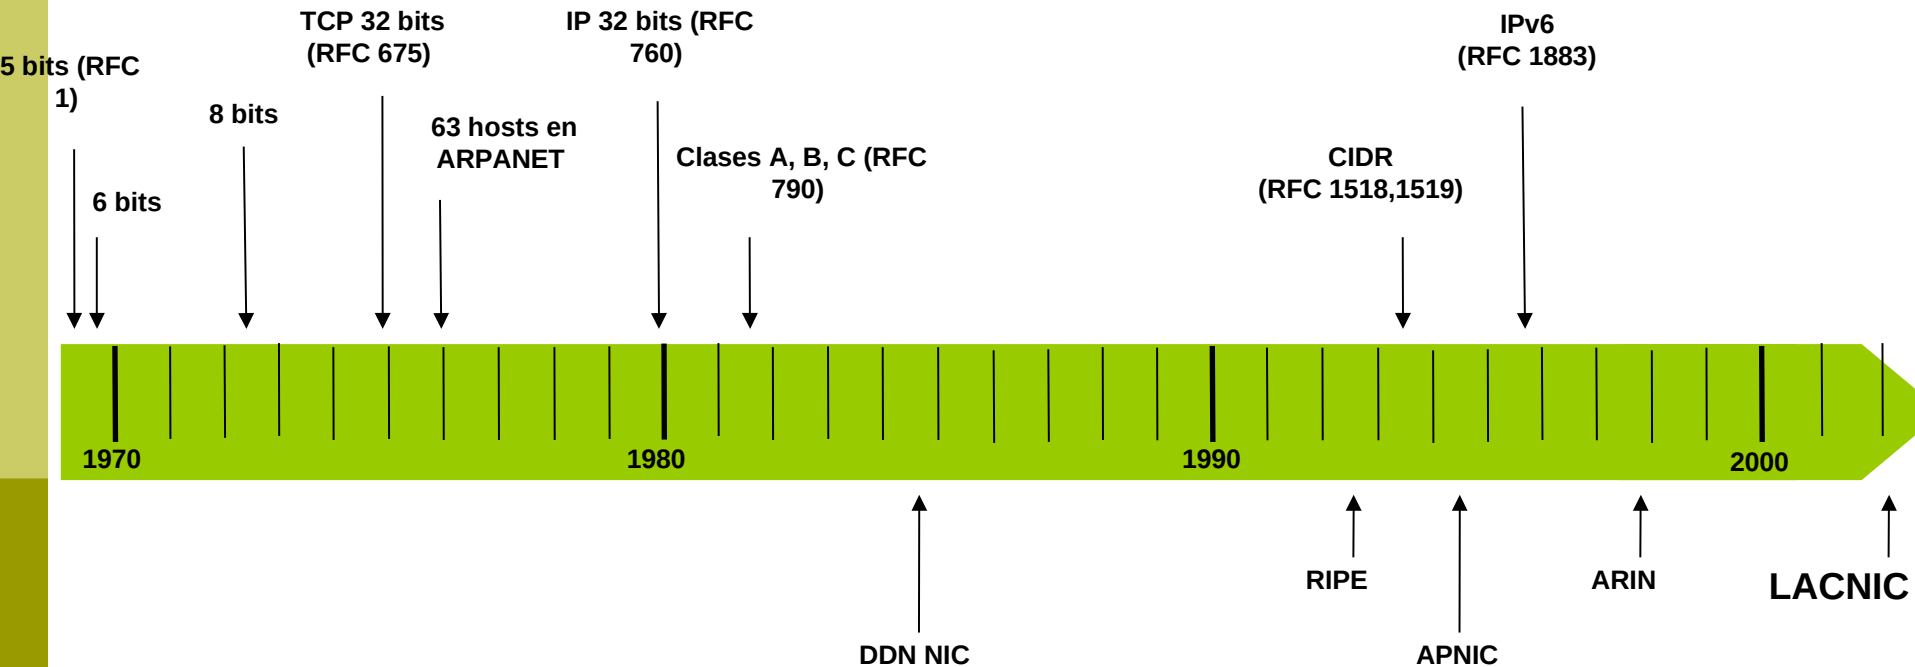 TCP 32 bits
(RFC 675)
IP 32 bits (RFC
760)
IPv6
(RFC 1883)
5 bits (RFC
1)
8 bits
63 hosts en
ARPANET
Clases A, B, C (RFC
790)
CIDR
(RFC 1518,1519)
6 bits
1970
1980
1990
2000
RIPE
ARIN
LACNIC
DDN NIC
APNIC